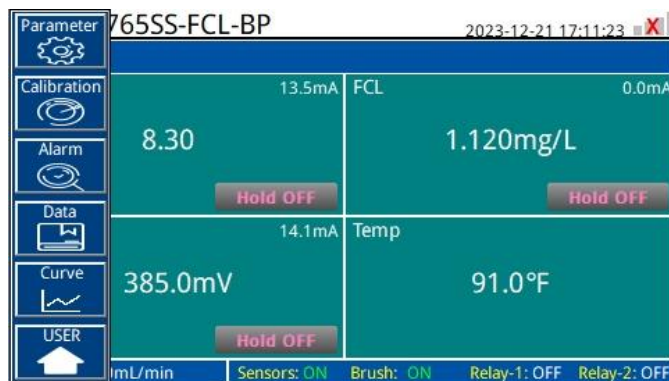 Parameter
765SS-FCL-BP
2023-12-21 17:11:23
X
Calibration
13.5mA
FCL
0.0mA
8.30
1.120mg/L
Alarm
Hold OFF
Hold OFF
Data
14.1mA
Temp
Curve
385.0mV
91.0°F
USER
Hold OFF
mL/min
Sensors: ON
Brush: ON
Relay-1: OFF
Relay-2: OFF